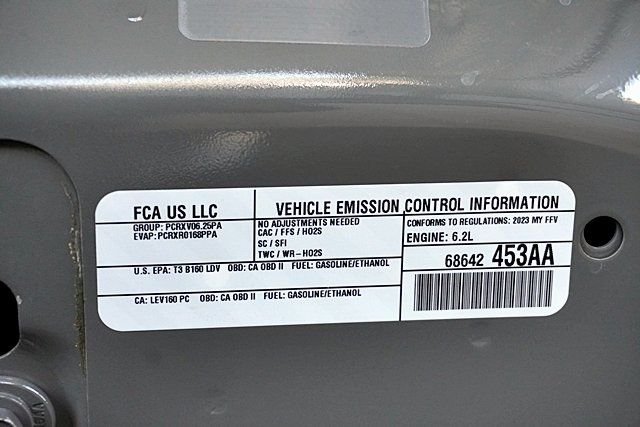 FCA US LLC
GROUP: PCRXV06.25PA
EVAP: PCRXR0168PPA
VEHICLE EMISSION CONTROL INFORMATION
NO ADJUSTMENTS NEEDED
CAC / FFS / HO2S
SC / SFI
TWC / WR-HO2S
CONFORMS TO REGULATIONS: 2023 MY FFV
ENGINE: 6.2L
68642 453AA
U.S. EPA: T3 B160 LDV OBD: CA OBD II FUEL: GASOLINE/ETHANOL
CA: LEV160 PC OBD: CA OBD II FUEL: GASOLINE/ETHANOL